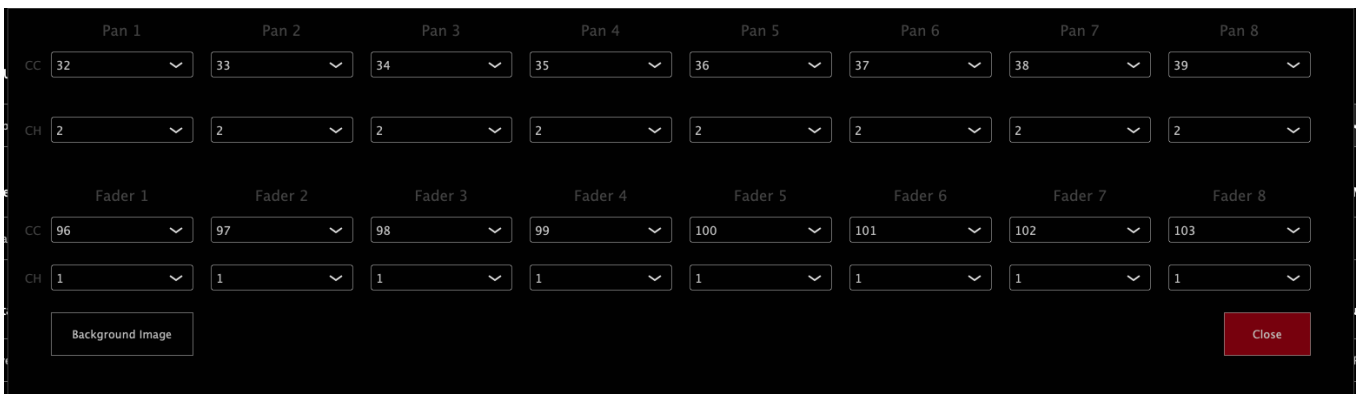 Pan 1 Pan 2 Pan 3 Pan 4 Pan 5 Pan 6 Pan 7 Pan 8
CC 32 33 34 35 36 37 38 39
CH 2 2 2 2 2 2 2 2
Fader 1 Fader 2 Fader 3 Fader 4 Fader 5 Fader 6 Fader 7 Fader 8
CC 96 97 98 99 100 101 102 103
CH 1 1 1 1 1 1 1 1
Background Image Close